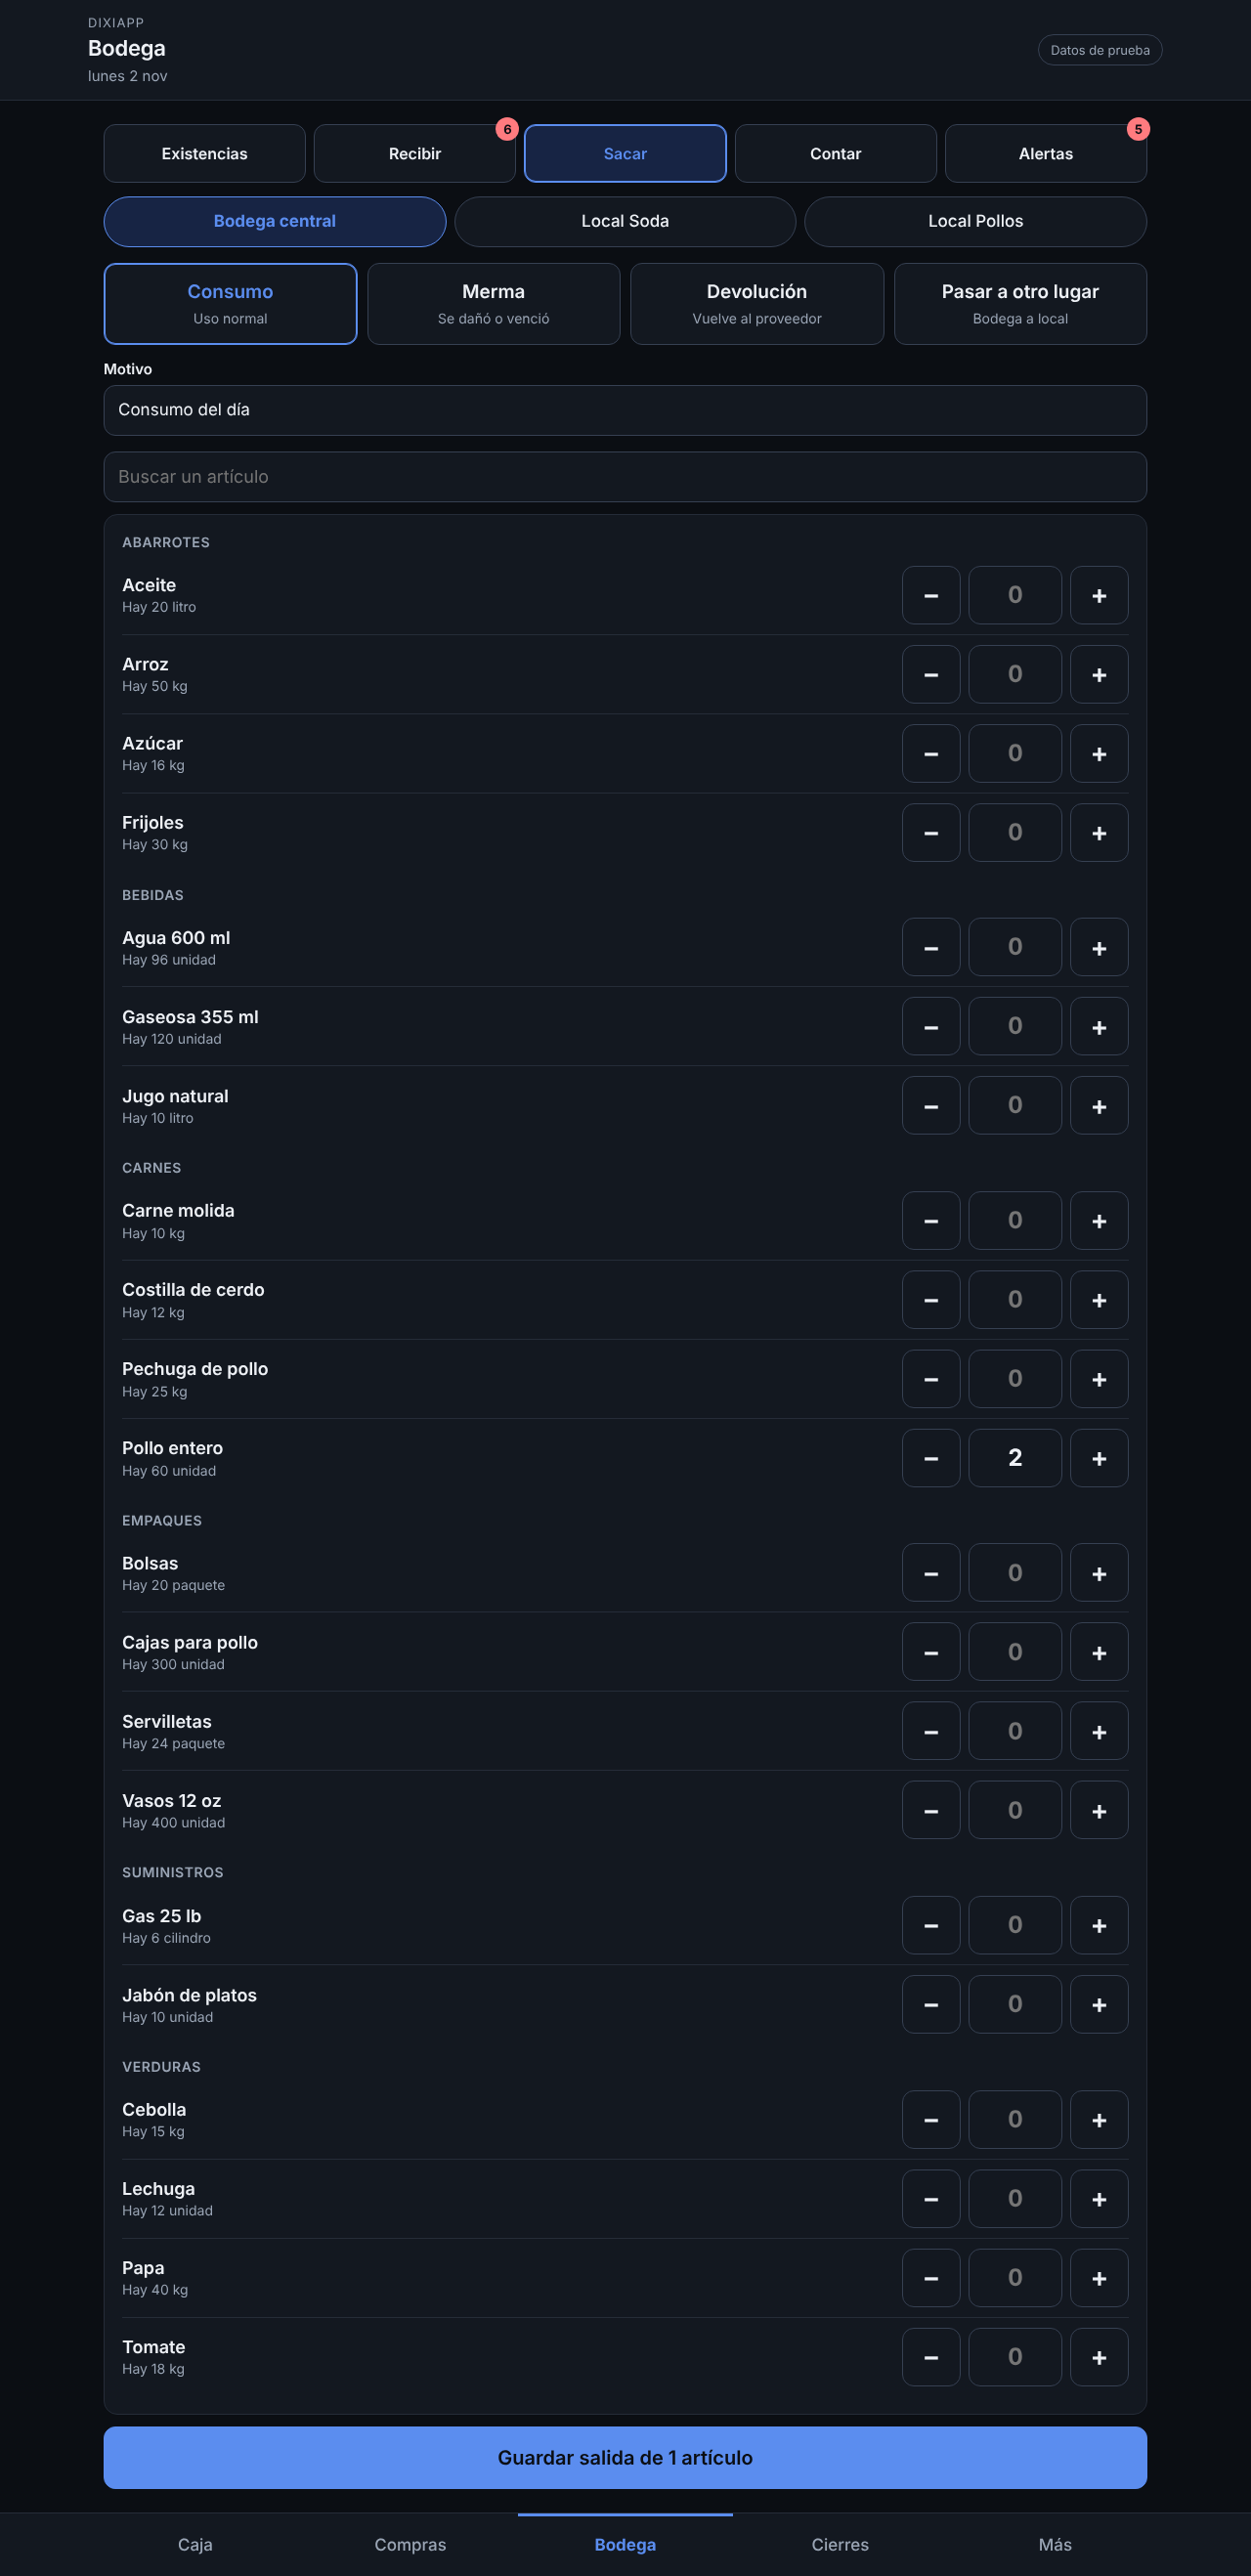 DIXIAPP
Bodega
lunes 2 nov
Datos de prueba
Existencias
Recibir
6
Sacar
Contar
Alertas
5
Bodega central
Local Soda
Local Pollos
Consumo
Uso normal
Merma
Se dañó o venció
Devolución
Vuelve al proveedor
Pasar a otro lugar
Bodega a local
Motivo
Consumo del día
Buscar un artículo
ABARROTES
Aceite
Hay 20 litro
− 0 +
Arroz
Hay 50 kg
− 0 +
Azúcar
Hay 16 kg
− 0 +
Frijoles
Hay 30 kg
− 0 +
BEBIDAS
Agua 600 ml
Hay 96 unidad
− 0 +
Gaseosa 355 ml
Hay 120 unidad
− 0 +
Jugo natural
Hay 10 litro
− 0 +
CARNES
Carne molida
Hay 10 kg
− 0 +
Costilla de cerdo
Hay 12 kg
− 0 +
Pechuga de pollo
Hay 25 kg
− 0 +
Pollo entero
Hay 60 unidad
− 2 +
EMPAQUES
Bolsas
Hay 20 paquete
− 0 +
Cajas para pollo
Hay 300 unidad
− 0 +
Servilletas
Hay 24 paquete
− 0 +
Vasos 12 oz
Hay 400 unidad
− 0 +
SUMINISTROS
Gas 25 lb
Hay 6 cilindro
− 0 +
Jabón de platos
Hay 10 unidad
− 0 +
VERDURAS
Cebolla
Hay 15 kg
− 0 +
Lechuga
Hay 12 unidad
− 0 +
Papa
Hay 40 kg
− 0 +
Tomate
Hay 18 kg
− 0 +
Guardar salida de 1 artículo
Caja
Compras
Bodega
Cierres
Más